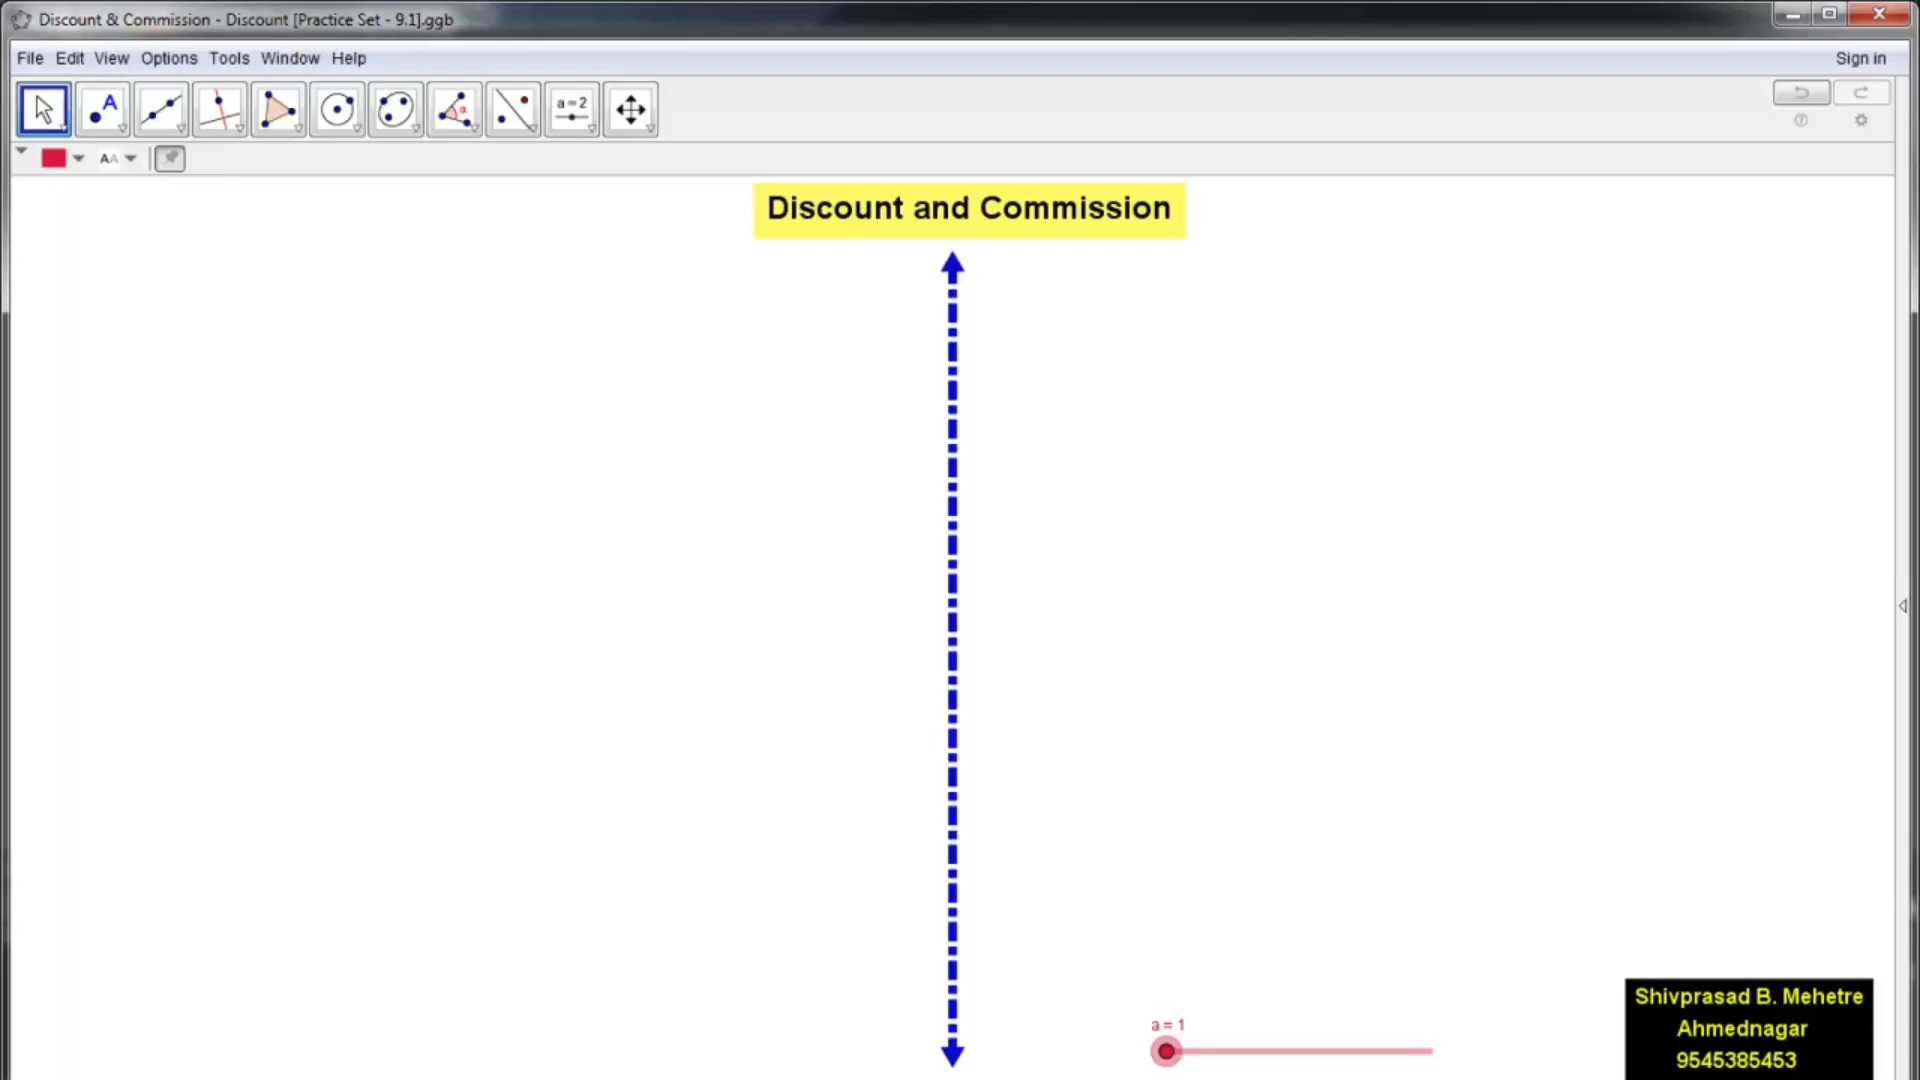 Discount & Commission - Discount [Practice Set - 9.1].ggb
File Edit View Options Tools Window Help
Sign in
A
α
a = 2
AA
Discount and Commission
a = 1
Shivprasad B. Mehetre
Ahmednagar
9545385453